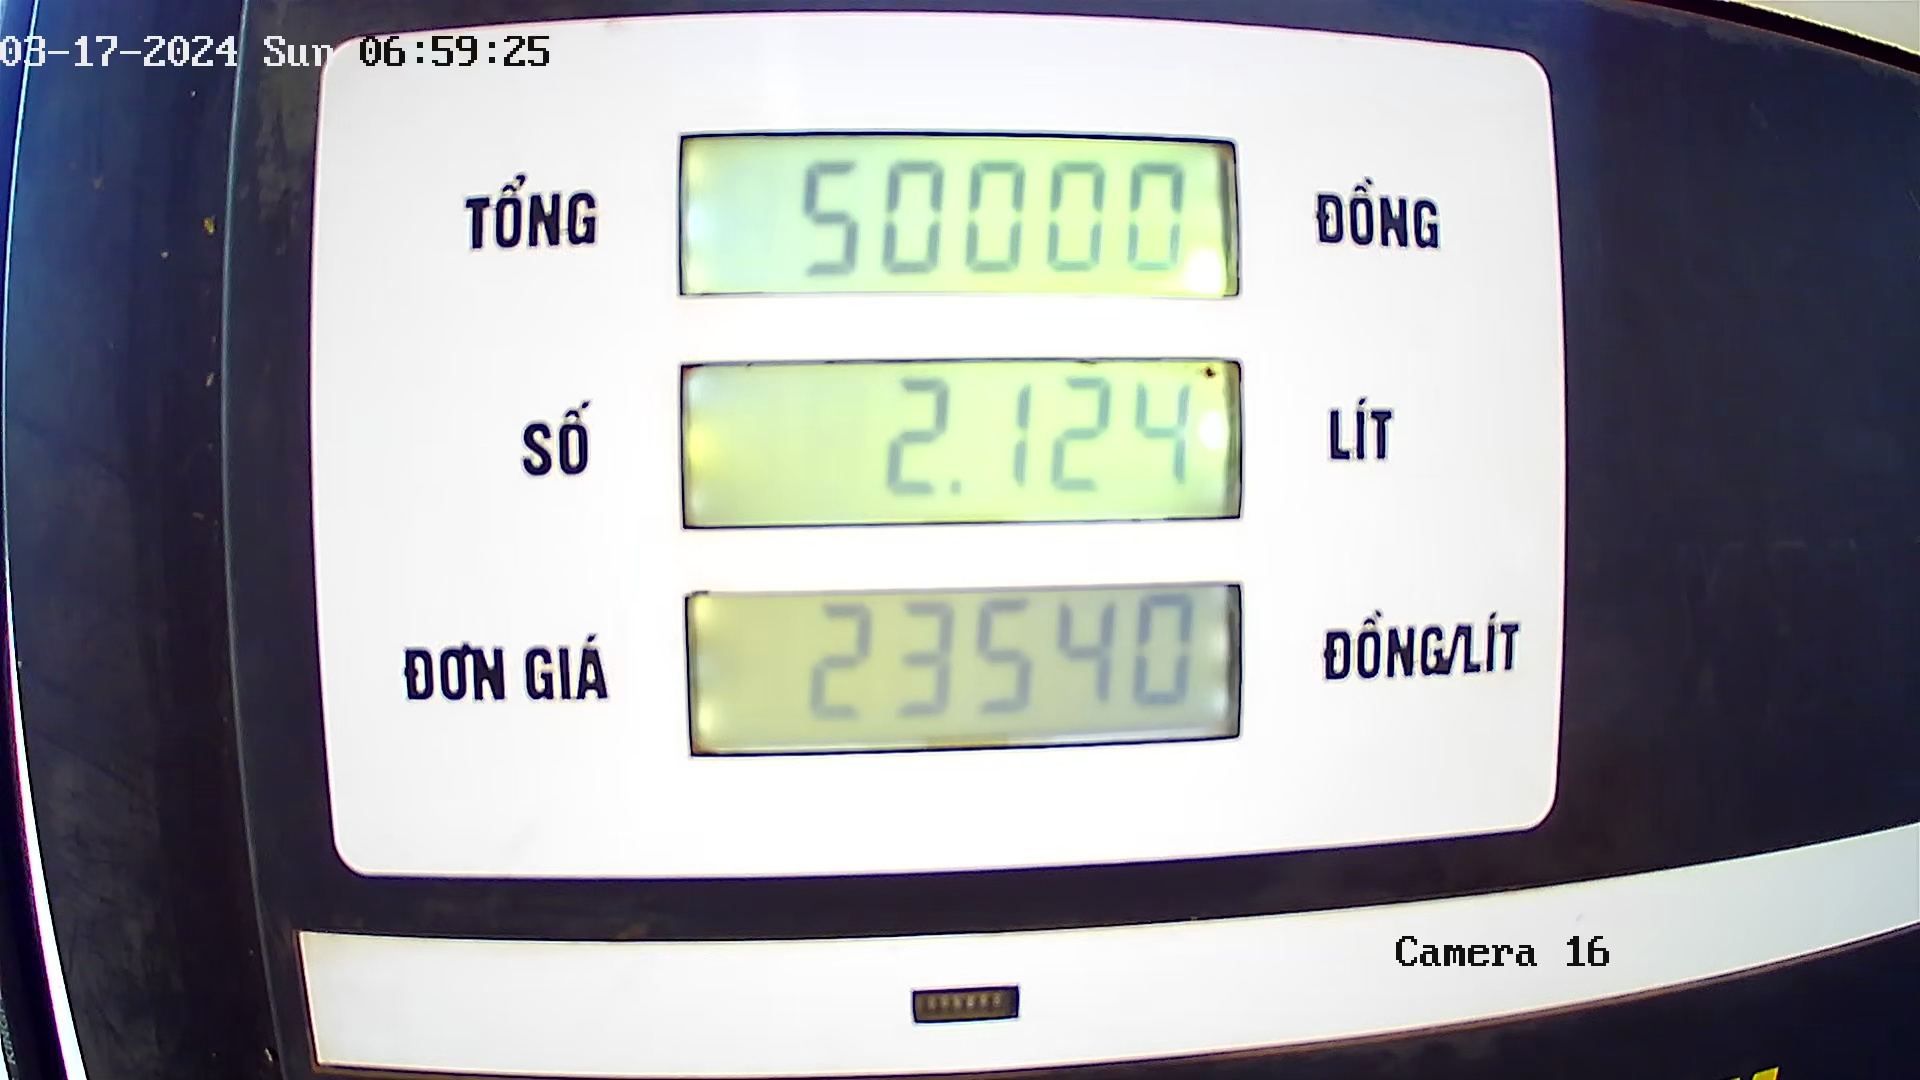 03-17-2024 Sun 06:59:25
TỔNG 50000 ĐỒNG
SỐ 2.124 LÍT
ĐƠN GIÁ 23540 ĐỒNG/LÍT
Camera 16